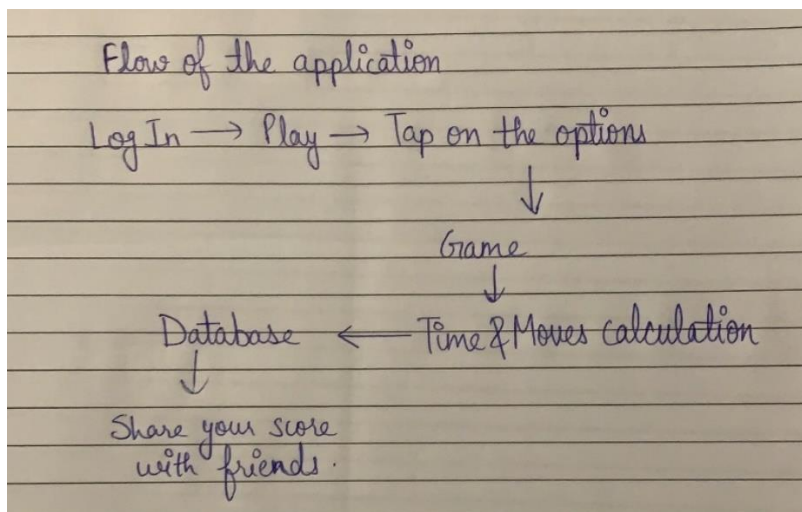 Flow of the application
Log In → Play → Tap on the options
↓
Game
↓
Database ← Time & Moves calculation
↓
Share your score
with friends.